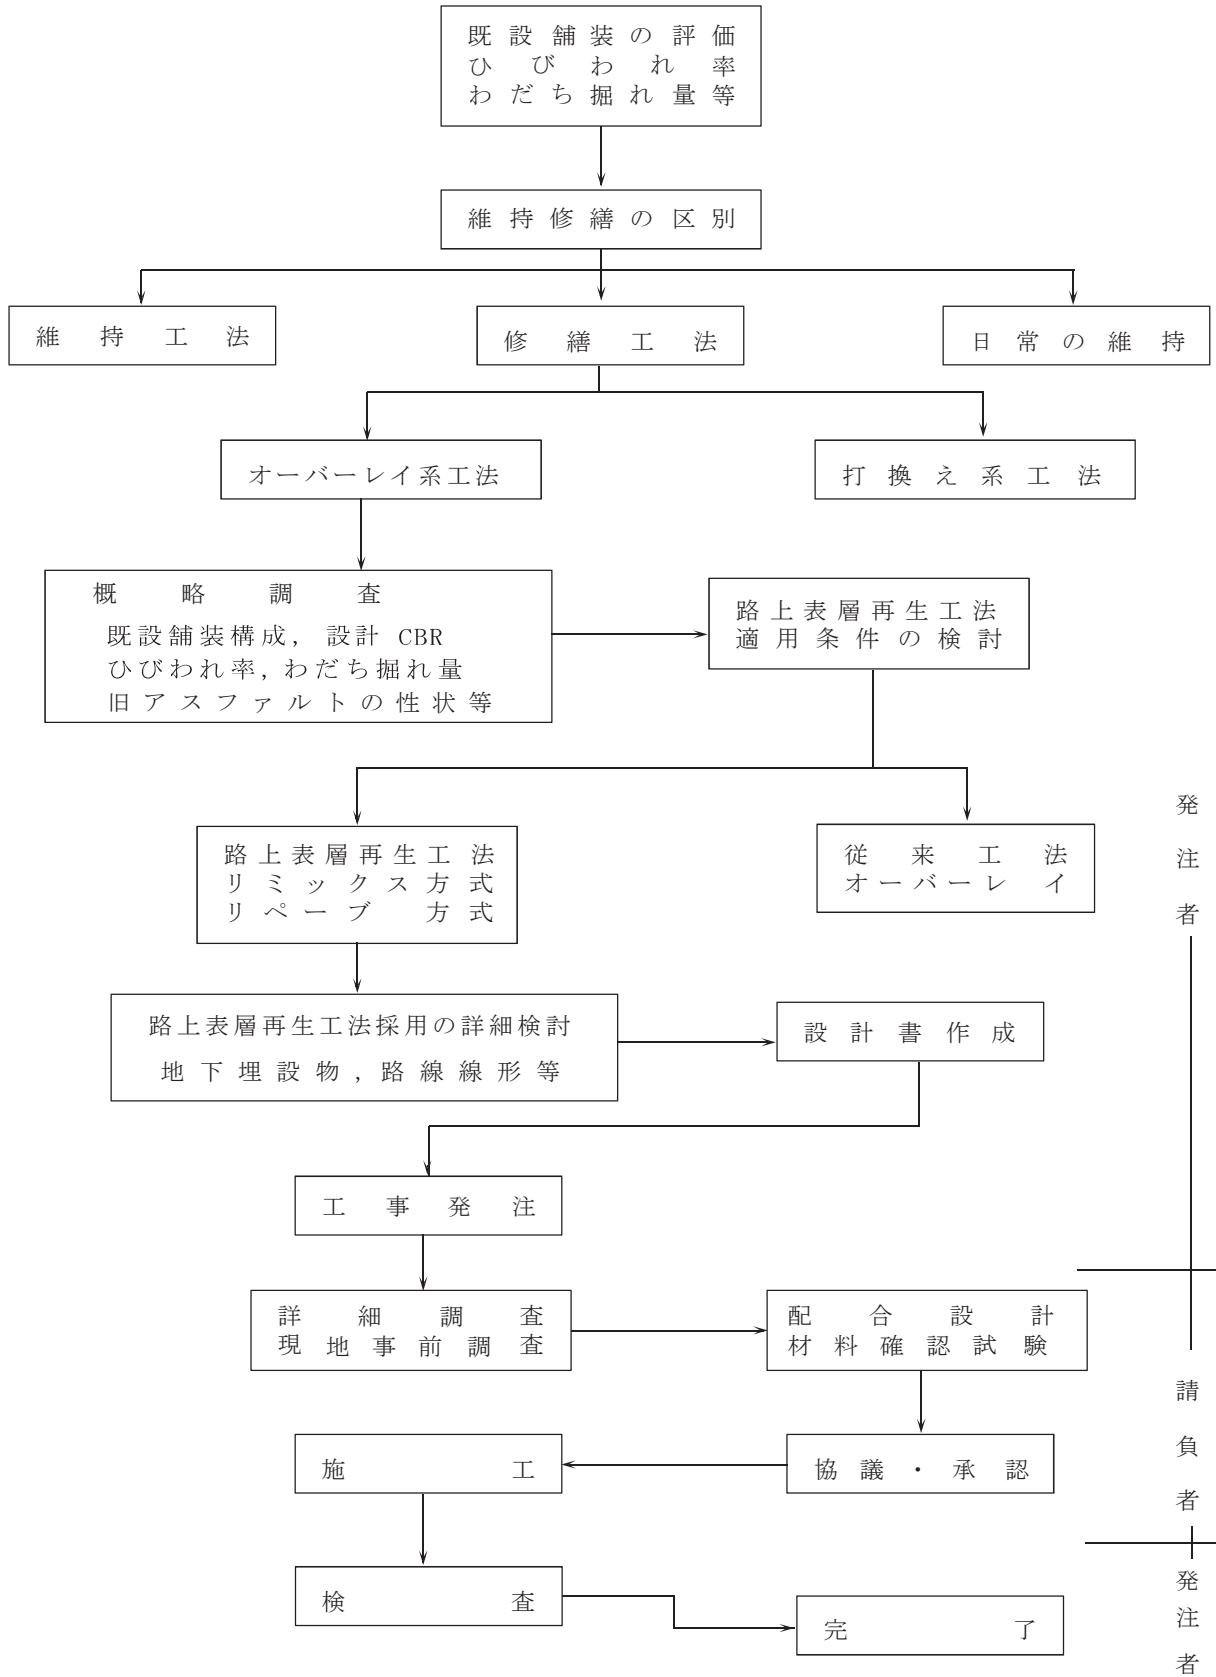 既設舗装の評価
ひびわれ率
わだち掘れ量等
維持修繕の区別
維持工法
修繕工法
日常の維持
オーバーレイ系工法
打換え系工法
概略調査
既設舗装構成，設計 CBR
ひびわれ率，わだち掘れ量
旧アスファルトの性状等
路上表層再生工法
適用条件の検討
路上表層再生工法
リミックス方式
リペーブ 方式
従来工法
オーバーレイ
路上表層再生工法採用の詳細検討
地下埋設物，路線線形等
設計書作成
工事発注
詳細調査
現地事前調査
配合設計
材料確認試験
協議・承認
施工
検査
完了
発注者
請負者
発注者